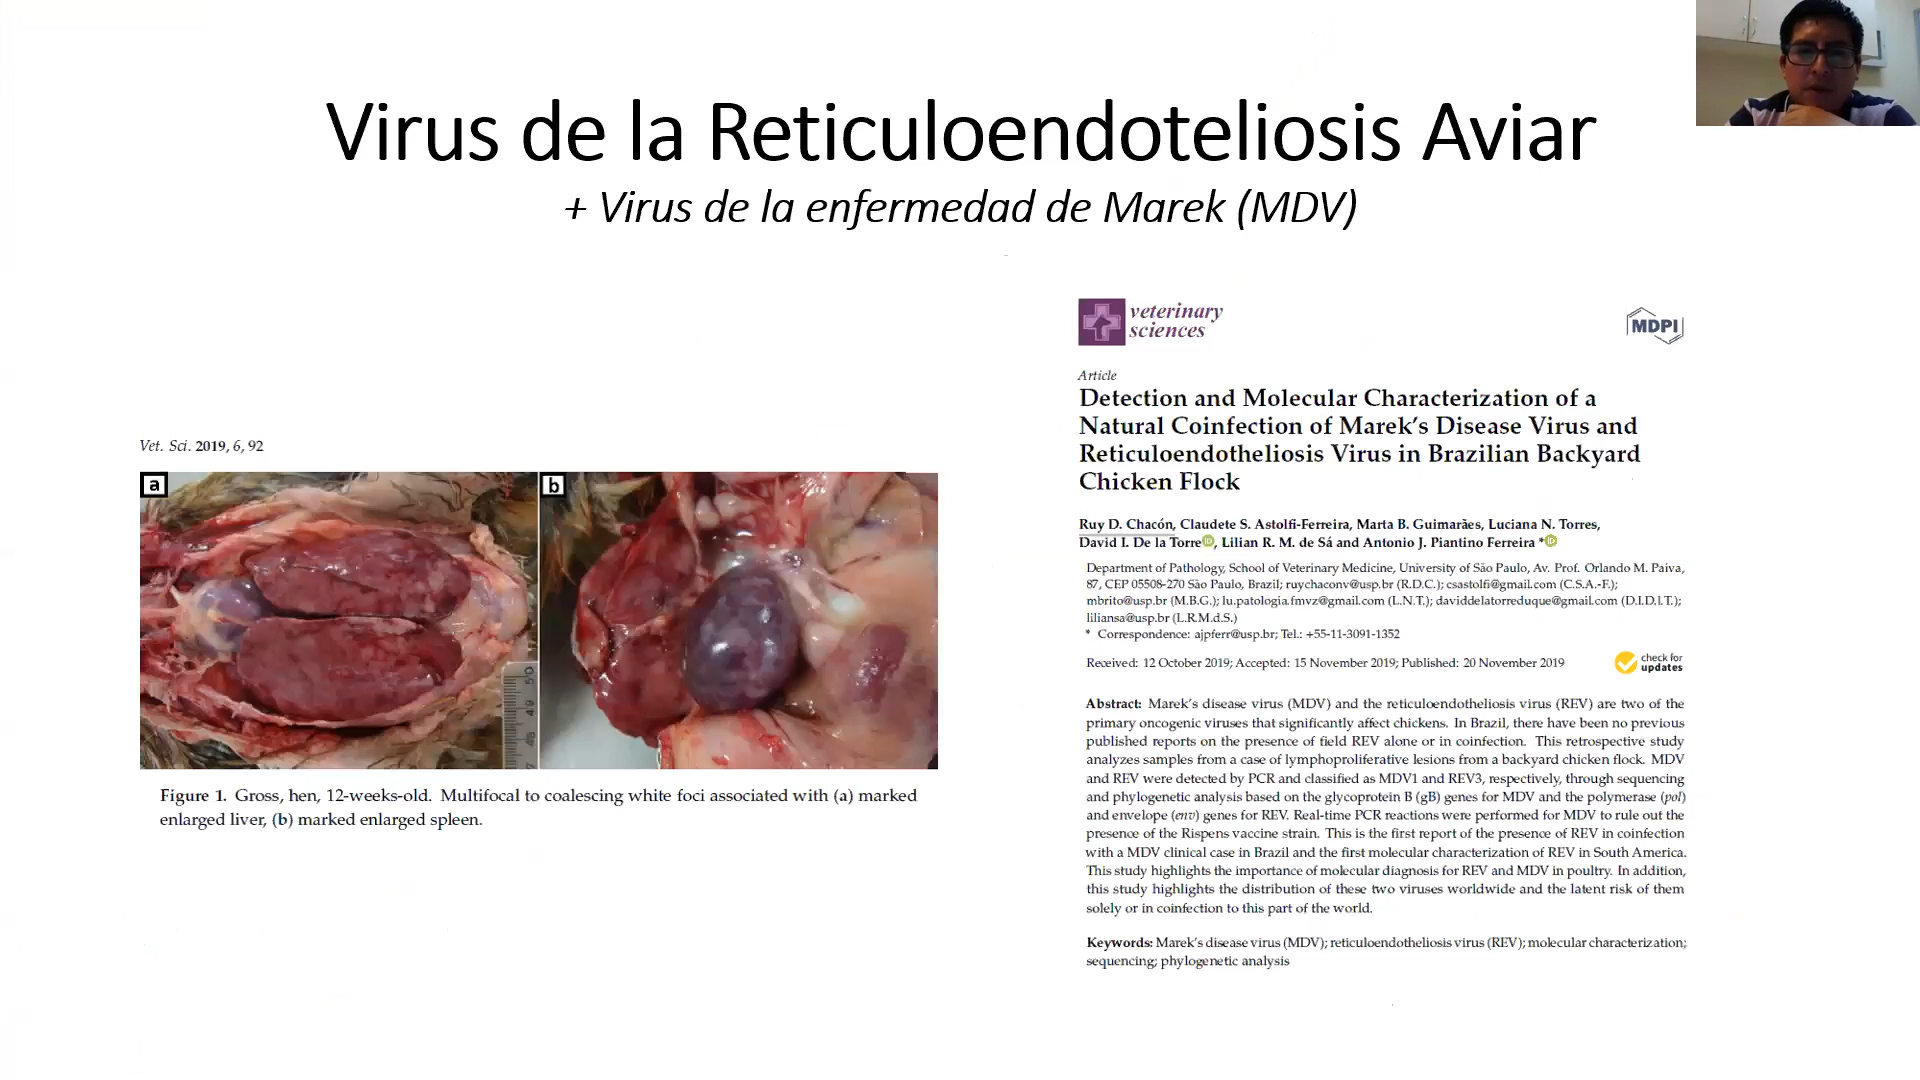 Virus de la Reticuloendoteliosis Aviar
+ Virus de la enfermedad de Marek (MDV)
Vet. Sci. 2019, 6, 92
a
b
Figure 1. Gross, hen, 12-weeks-old. Multifocal to coalescing white foci associated with (a) marked
enlarged liver, (b) marked enlarged spleen.
veterinary
sciences
MDPI
Article
Detection and Molecular Characterization of a
Natural Coinfection of Marek's Disease Virus and
Reticuloendotheliosis Virus in Brazilian Backyard
Chicken Flock
Ruy D. Chacón, Claudete S. Astolfi-Ferreira, Marta B. Guimarães, Luciana N. Torres,
David I. De la Torre, Lilian R. M. de Sá and Antonio J. Piantino Ferreira *
Department of Pathology, School of Veterinary Medicine, University of São Paulo, Av. Prof. Orlando M. Paiva,
87, CEP 05508-270 São Paulo, Brazil; ruychaconv@usp.br (R.D.C.); csastolfi@gmail.com (C.S.A.-F.);
mbrito@usp.br (M.B.G.); lu.patologia.fmvz@gmail.com (L.N.T.); daviddelatorreduque@gmail.com (D.I.D.l.T.);
liliansa@usp.br (L.R.M.d.S.)
* Correspondence: ajpferr@usp.br; Tel.: +55-11-3091-1352
Received: 12 October 2019; Accepted: 15 November 2019; Published: 20 November 2019
check for
updates
Abstract: Marek's disease virus (MDV) and the reticuloendotheliosis virus (REV) are two of the
primary oncogenic viruses that significantly affect chickens. In Brazil, there have been no previous
published reports on the presence of field REV alone or in coinfection. This retrospective study
analyzes samples from a case of lymphoproliferative lesions from a backyard chicken flock. MDV
and REV were detected by PCR and classified as MDV1 and REV3, respectively, through sequencing
and phylogenetic analysis based on the glycoprotein B (gB) genes for MDV and the polymerase (pol)
and envelope (env) genes for REV. Real-time PCR reactions were performed for MDV to rule out the
presence of the Rispens vaccine strain. This is the first report of the presence of REV in coinfection
with a MDV clinical case in Brazil and the first molecular characterization of REV in South America.
This study highlights the importance of molecular diagnosis for REV and MDV in poultry. In addition,
this study highlights the distribution of these two viruses worldwide and the latent risk of them
solely or in coinfection to this part of the world.
Keywords: Marek's disease virus (MDV); reticuloendotheliosis virus (REV); molecular characterization;
sequencing; phylogenetic analysis